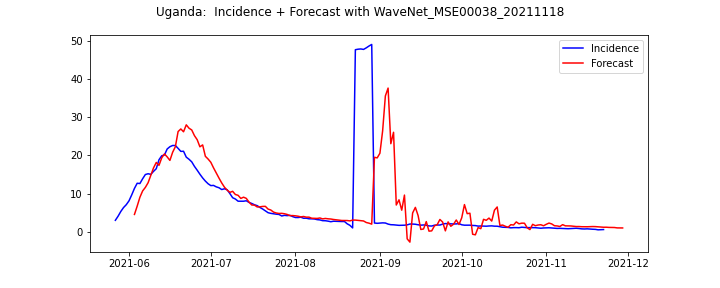 Uganda:  Incidence + Forecast with WaveNet_MSE00038_20211118
50
40
30
20
10
0
Incidence
Forecast
2021-06 2021-07 2021-08 2021-09 2021-10 2021-11 2021-12